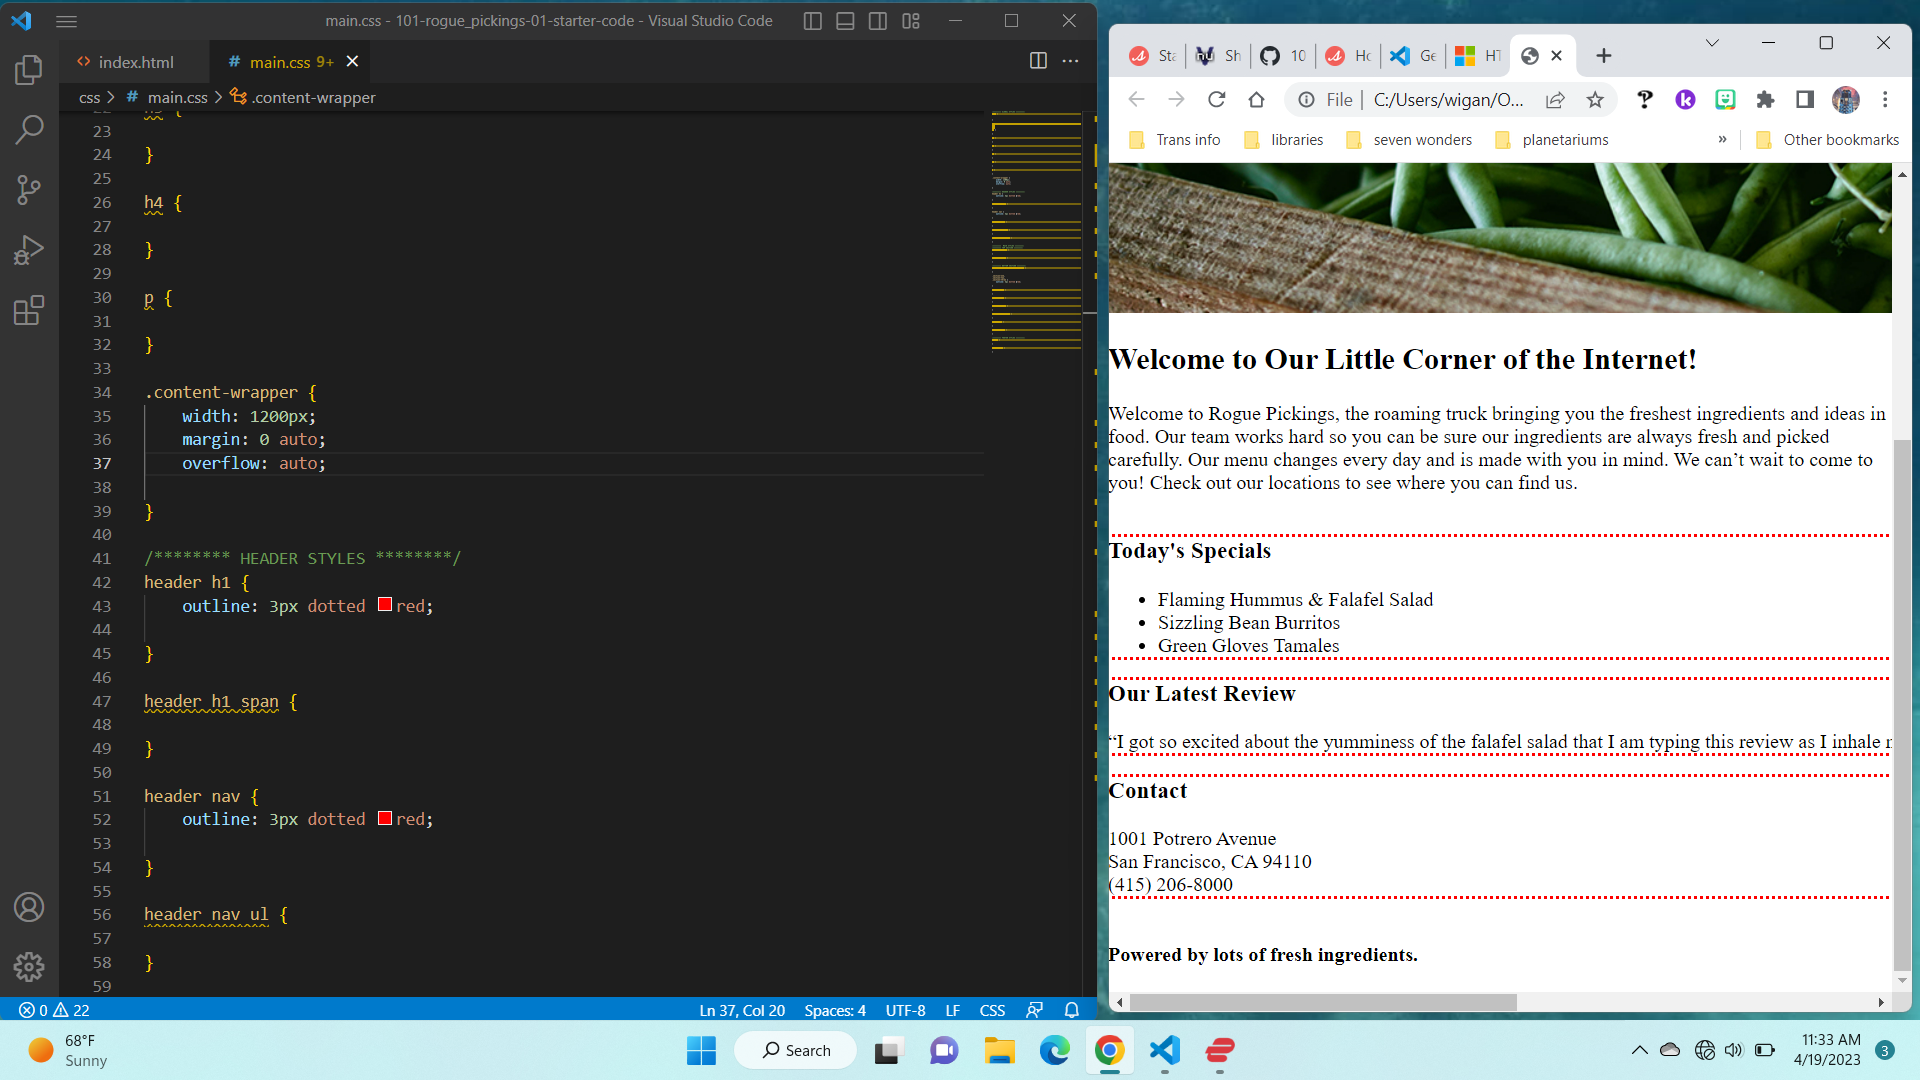 main.css - 101-rogue_pickings-01-starter-code - Visual Studio Code
index.html
# main.css 9+
css > # main.css > .content-wrapper
23
24 }
25
26 h4 {
27
28 }
29
30 p {
31
32 }
33
34 .content-wrapper {
35 width: 1200px;
36 margin: 0 auto;
37 overflow: auto;
38
39 }
40
41 /******** HEADER STYLES ********/
42 header h1 {
43 outline: 3px dotted red;
44
45 }
46
47 header h1 span {
48
49 }
50
51 header nav {
52 outline: 3px dotted red;
53
54 }
55
56 header nav ul {
57
58 }
59
0 22
Ln 37, Col 20 Spaces: 4 UTF-8 LF CSS
Sta Sh 10 Ho Ge HT
File C:/Users/wigan/O...
Trans info libraries seven wonders planetariums » Other bookmarks
Welcome to Our Little Corner of the Internet!
Welcome to Rogue Pickings, the roaming truck bringing you the freshest ingredients and ideas in
food. Our team works hard so you can be sure our ingredients are always fresh and picked
carefully. Our menu changes every day and is made with you in mind. We can’t wait to come to
you! Check out our locations to see where you can find us.
Today's Specials
• Flaming Hummus & Falafel Salad
• Sizzling Bean Burritos
• Green Gloves Tamales
Our Latest Review
“I got so excited about the yumminess of the falafel salad that I am typing this review as I inhale
Contact
1001 Potrero Avenue
San Francisco, CA 94110
(415) 206-8000
Powered by lots of fresh ingredients.
68°F
Sunny
Search
11:33 AM
4/19/2023
3